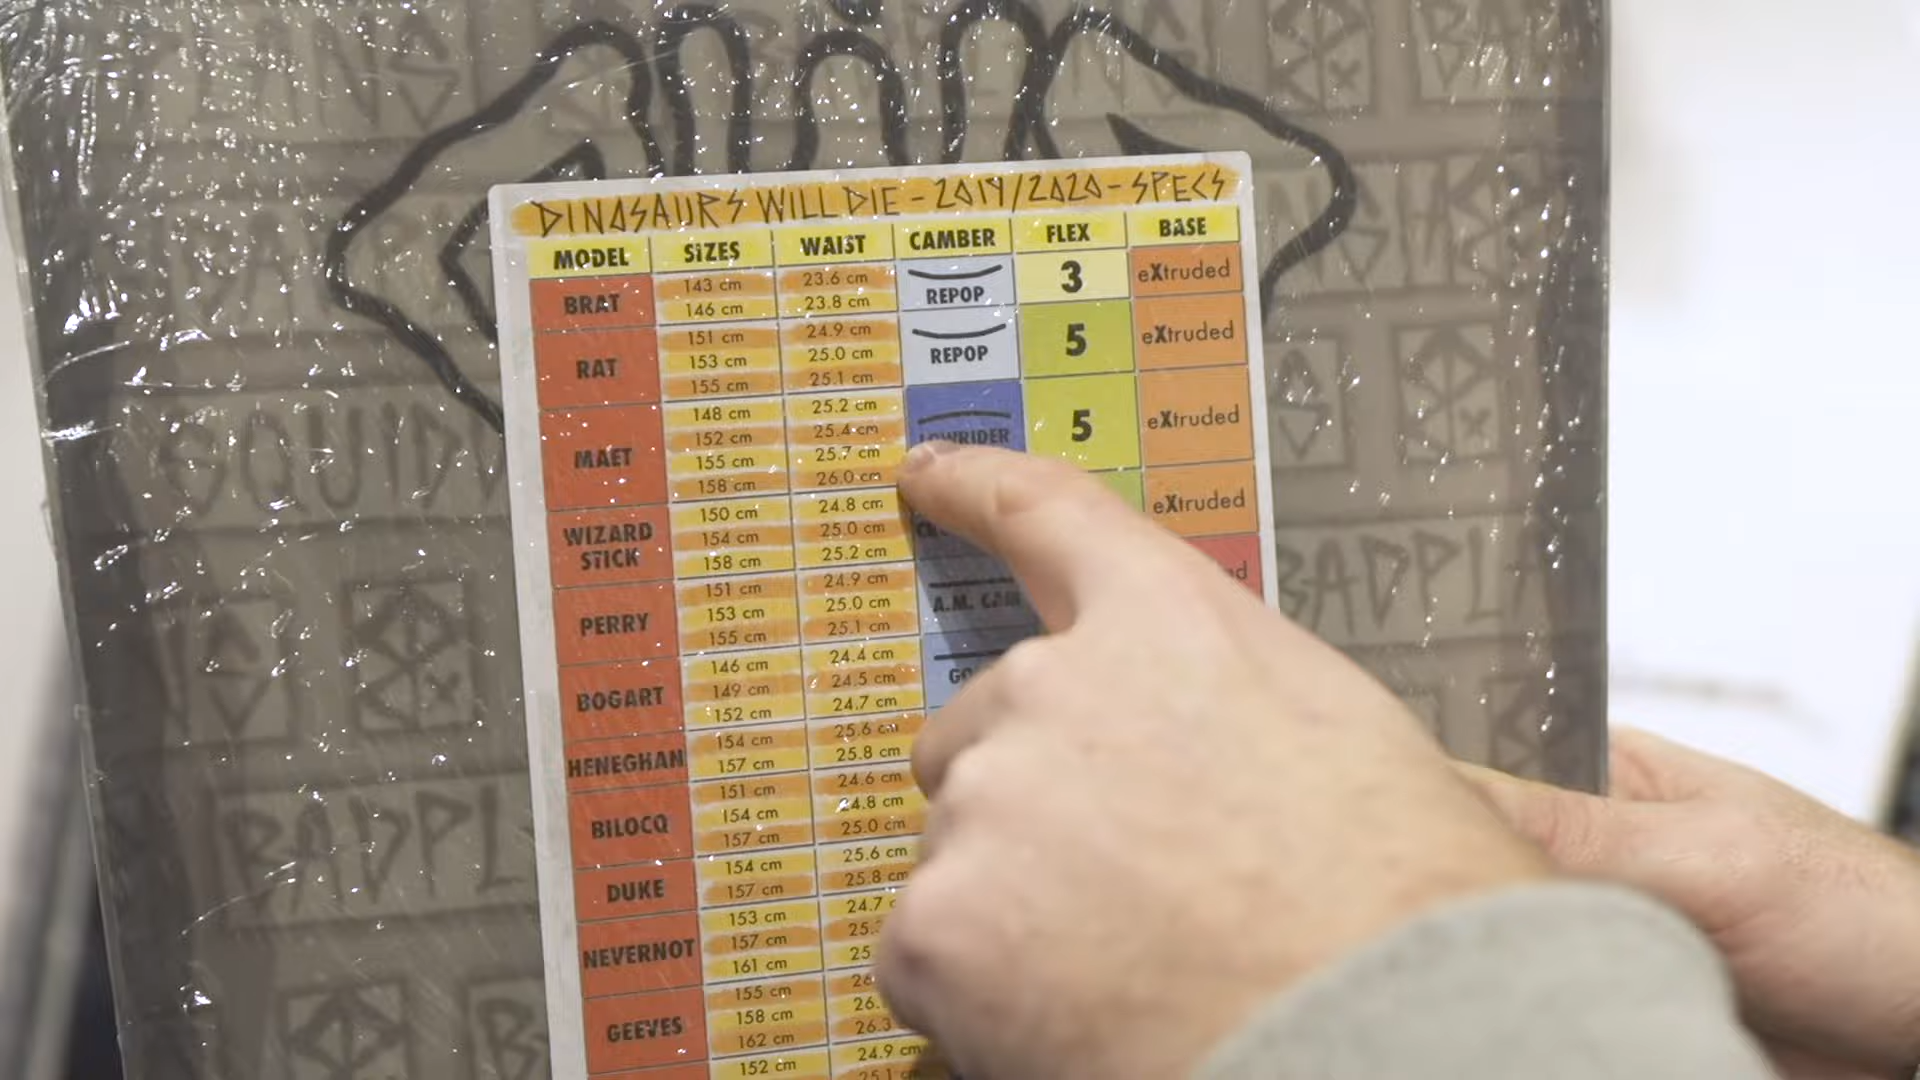 DINOSAURS WILL DIE - 2019/2020 - SPECS
MODEL SIZES WAIST CAMBER FLEX BASE
BRAT
143 cm 23.6 cm
146 cm 23.8 cm
REPOP 3 eXtruded
RAT
151 cm 24.9 cm
153 cm 25.0 cm
155 cm 25.1 cm
REPOP 5 eXtruded
MAET
148 cm 25.2 cm
152 cm 25.4 cm
155 cm 25.7 cm
158 cm 26.0 cm
LOWRIDER 5 eXtruded
WIZARD
STICK
150 cm 24.8 cm
154 cm 25.0 cm
158 cm 25.2 cm
eXtruded
PERRY
151 cm 24.9 cm
153 cm 25.0 cm
155 cm 25.1 cm
A.M.
BOGART
146 cm 24.4 cm
149 cm 24.5 cm
152 cm 24.7 cm
HENEGHAN
154 cm 25.6 cm
157 cm 25.8 cm
BILOCQ
151 cm 24.6 cm
154 cm 24.8 cm
157 cm 25.0 cm
DUKE
154 cm 25.6 cm
157 cm 25.8 cm
NEVERNOT
153 cm 24.7
157 cm
161 cm
GEEVES
155 cm
158 cm
162 cm 26.3
152 cm 24.9 cm
25.1 cm